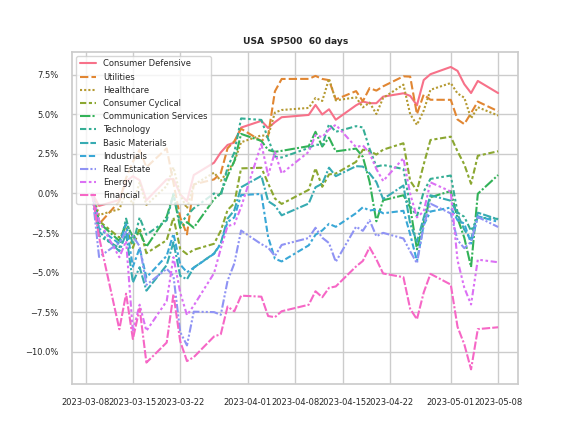 USA SP500 60 days
7.5%
5.0%
2.5%
0.0%
−2.5%
−5.0%
−7.5%
−10.0%
Consumer Defensive
Utilities
Healthcare
Consumer Cyclical
Communication Services
Technology
Basic Materials
Industrials
Real Estate
Energy
Financial
2023-03-08 2023-03-15 2023-03-22 2023-04-01 2023-04-08 2023-04-15 2023-04-22 2023-05-01 2023-05-08